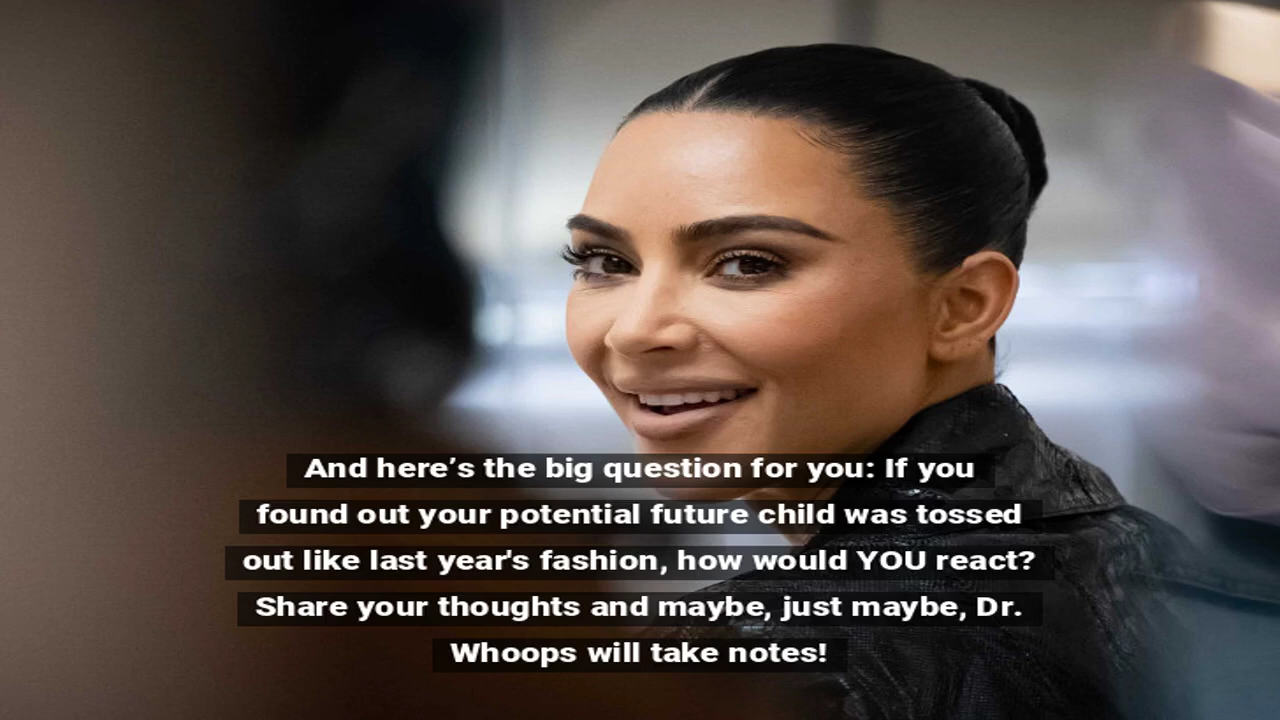 And here’s the big question for you: If you
found out your potential future child was tossed
out like last year's fashion, how would YOU react?
Share your thoughts and maybe, just maybe, Dr.
Whoops will take notes!